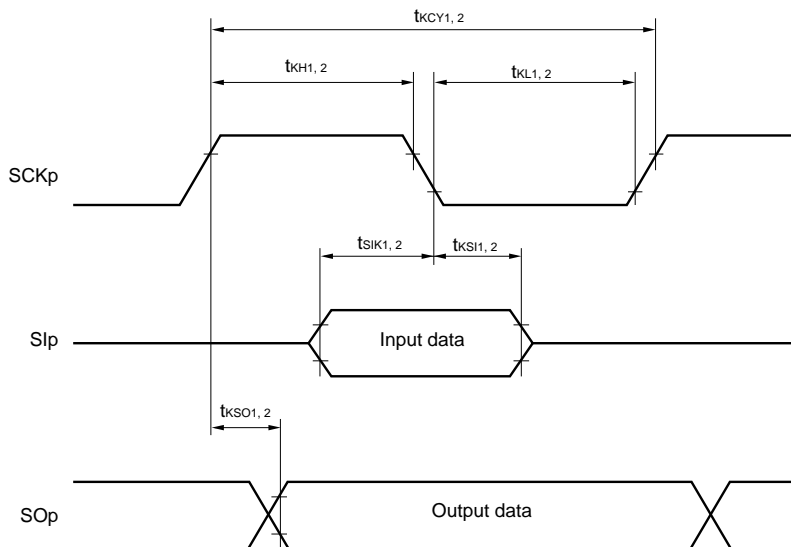 tKCY1, 2
tKH1, 2
tKL1, 2
SCKp
tSIK1, 2
tKSI1, 2
SIp
Input data
tKSO1, 2
SOp
Output data